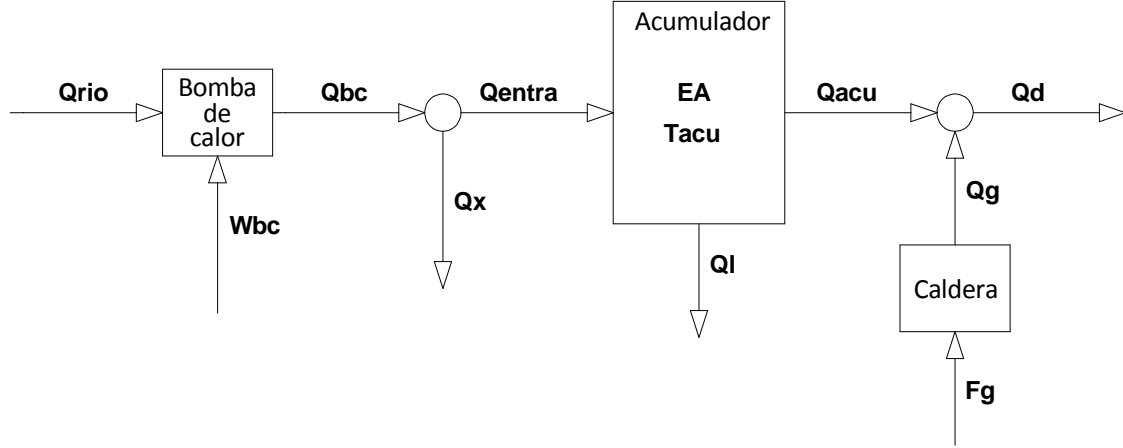 Acumulador
Qrio
Bomba
de
calor
Qbc
Qentra
EA
Tacu
Qacu
Qd
Wbc
Qx
Ql
Qg
Caldera
Fg